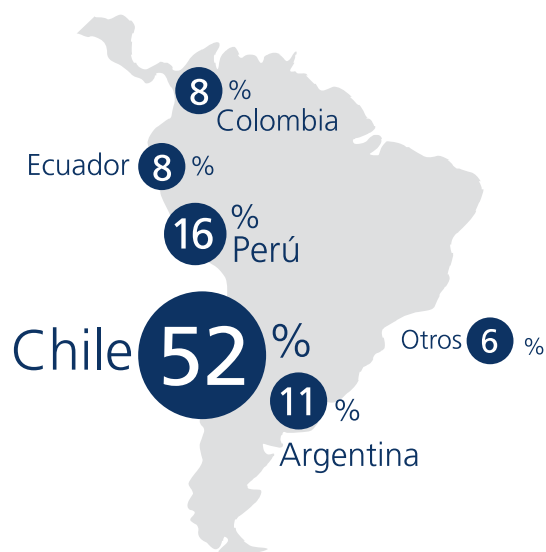 8 %
Colombia
Ecuador 8 %
16 %
Perú
Chile 52 %
Otros 6 %
11 %
Argentina